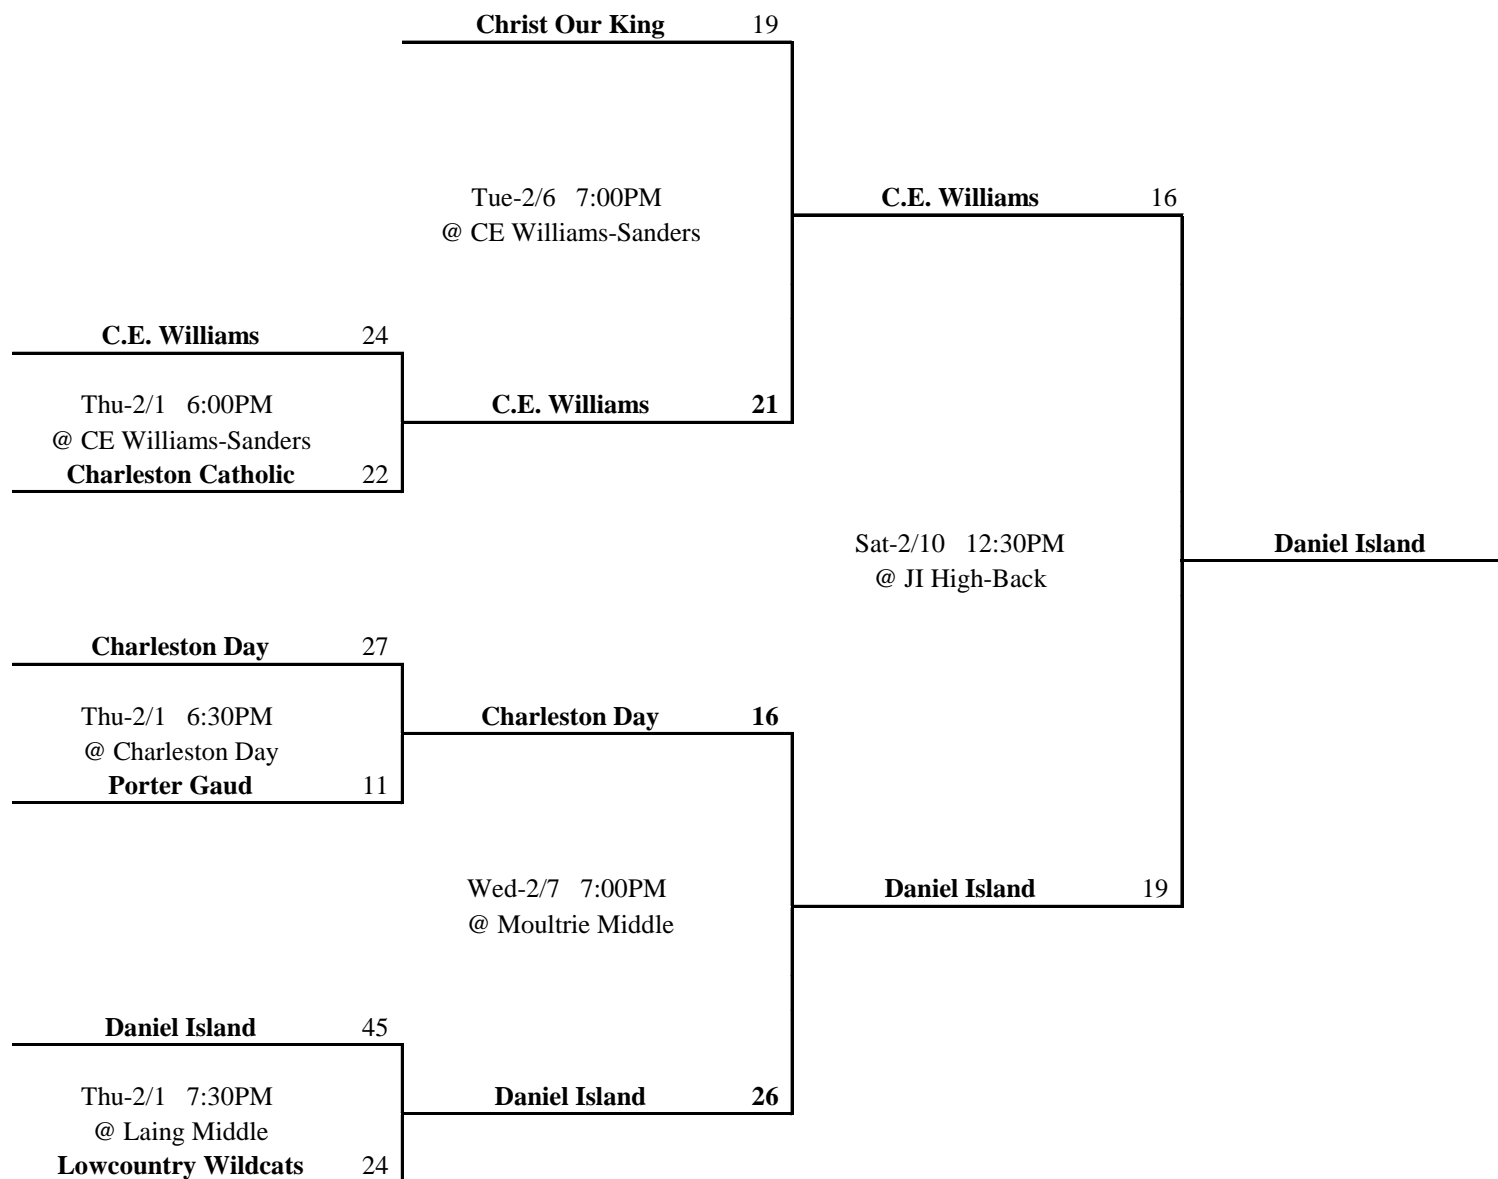 Christ Our King 19
Tue-2/6 7:00PM
C.E. Williams 16
@ CE Williams-Sanders
C.E. Williams 24
Thu-2/1 6:00PM
C.E. Williams 21
@ CE Williams-Sanders
Charleston Catholic 22
Sat-2/10 12:30PM
Daniel Island
@ JI High-Back
Charleston Day 27
Thu-2/1 6:30PM
Charleston Day 16
@ Charleston Day
Porter Gaud 11
Wed-2/7 7:00PM
Daniel Island 19
@ Moultrie Middle
Daniel Island 45
Thu-2/1 7:30PM
Daniel Island 26
@ Laing Middle
Lowcountry Wildcats 24